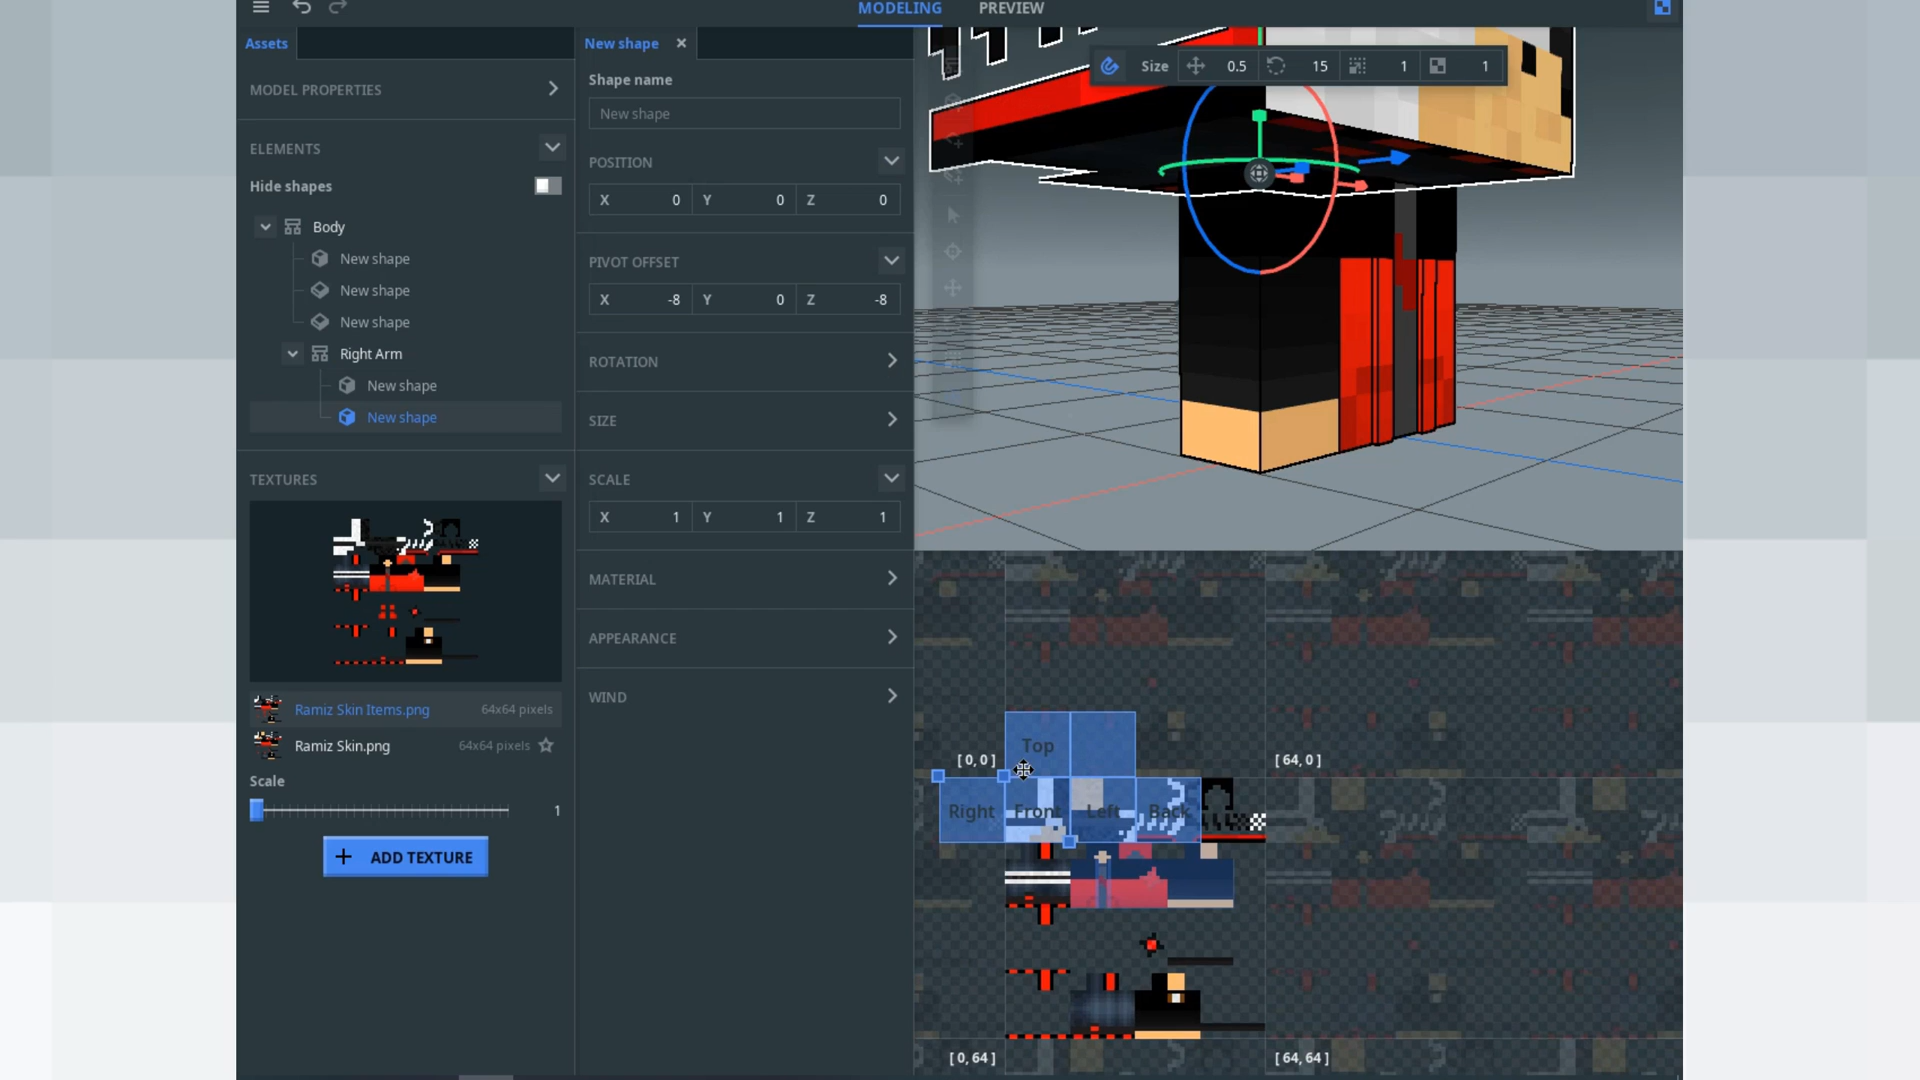 MODELING
PREVIEW
Assets
New shape
MODEL PROPERTIES
ELEMENTS
Hide shapes
Body
New shape
New shape
New shape
Right Arm
New shape
New shape
TEXTURES
Ramiz Skin Items.png
64x64 pixels
Ramiz Skin.png
64x64 pixels
Scale
1
ADD TEXTURE
Shape name
New shape
POSITION
X 0 Y 0 Z 0
PIVOT OFFSET
X -8 Y 0 Z -8
ROTATION
SIZE
SCALE
X 1 Y 1 Z 1
MATERIAL
APPEARANCE
WIND
Size 0.5 15 1 1
Top
[ 0, 0 ]
[ 64, 0 ]
Right Front Left Back
[ 0, 64 ]
[ 64, 64 ]